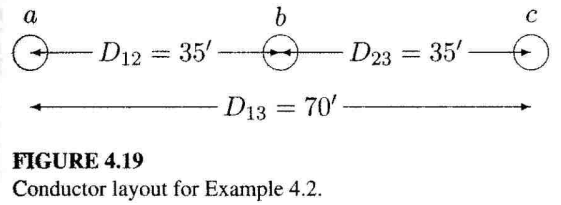 a b c
D₁₂ = 35′ D₂₃ = 35′
D₁₃ = 70′
FIGURE 4.19
Conductor layout for Example 4.2.